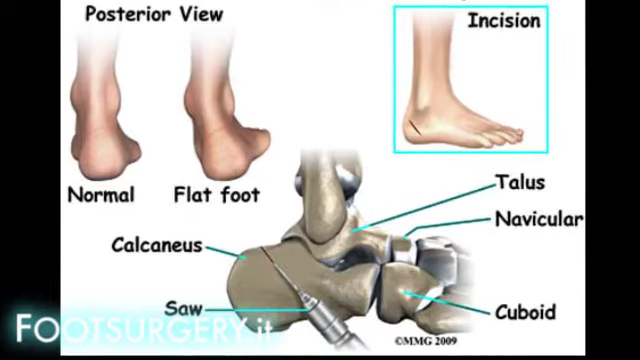 Posterior View
Incision
Normal
Flat foot
Talus
Navicular
Calcaneus
Saw
Cuboid
FOOTSURGERY.it
©MMG 2009